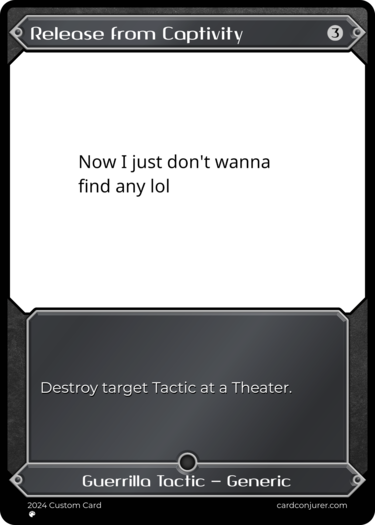 Release from Captivity 3
Now I just don't wanna
find any lol
Destroy target Tactic at a Theater.
Guerrilla Tactic – Generic
2024 Custom Card cardconjurer.com